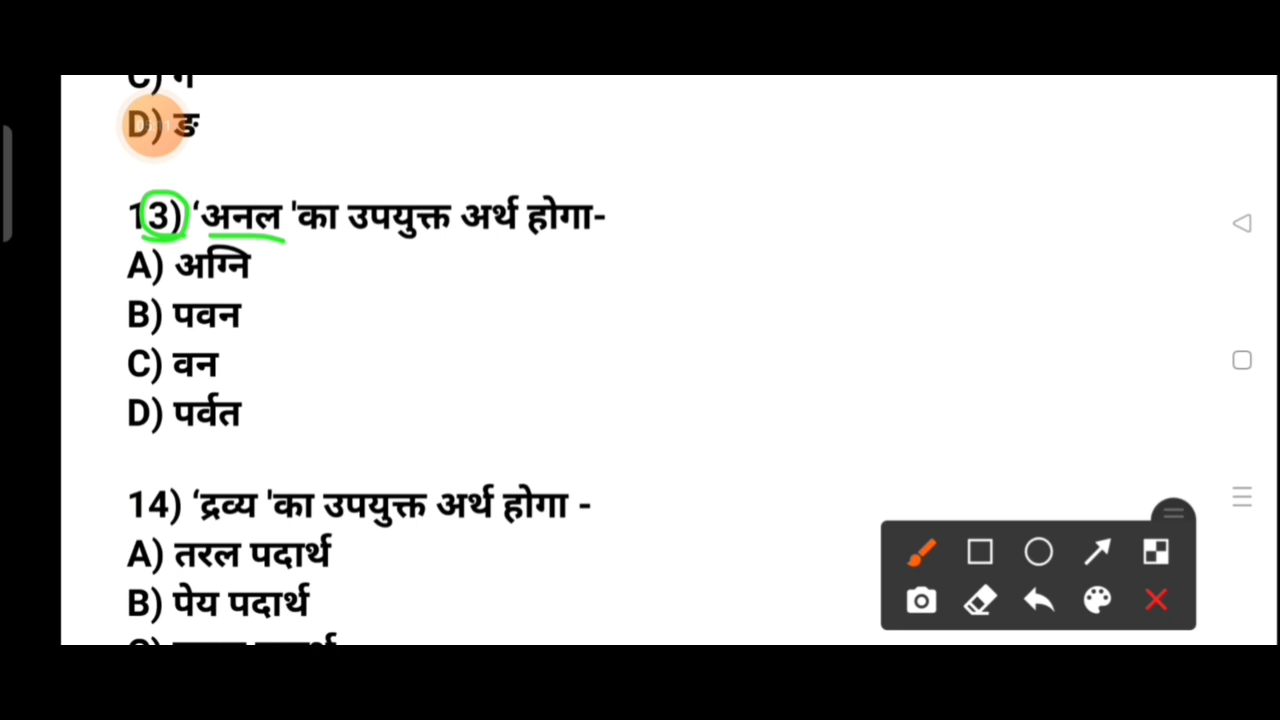 D) ङ
13) ‘अनल 'का उपयुक्त अर्थ होगा-
A) अग्नि
B) पवन
C) वन
D) पर्वत
14) ‘द्रव्य 'का उपयुक्त अर्थ होगा -
A) तरल पदार्थ
B) पेय पदार्थ